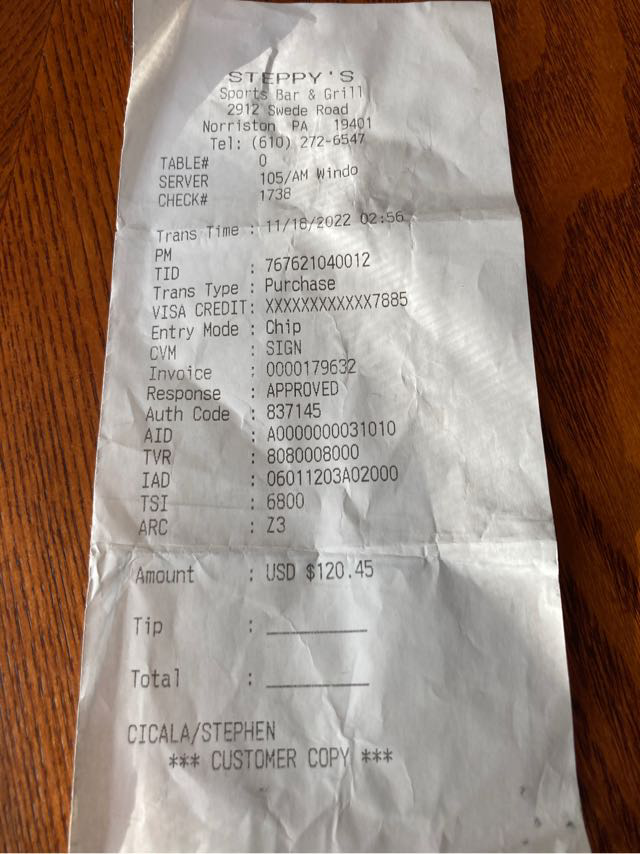 STEPPY'S
Sports Bar & Grill
2912 Swede Road
Norriston PA 19401
Tel: (610) 272-6547
TABLE# 0
SERVER 105/AM Windo
CHECK# 1738
Trans Time : 11/18/2022 02:56
PM
TID : 767621040012
Trans Type : Purchase
VISA CREDIT: XXXXXXXXXXXX7885
Entry Mode : Chip
CVM : SIGN
Invoice : 0000179632
Response : APPROVED
Auth Code : 837145
AID : A0000000031010
TVR : 8080008000
IAD : 06011203A02000
TSI : 6800
ARC : Z3
Amount : USD $120.45
Tip : ___________
Total : ___________
CICALA/STEPHEN
*** CUSTOMER COPY ***